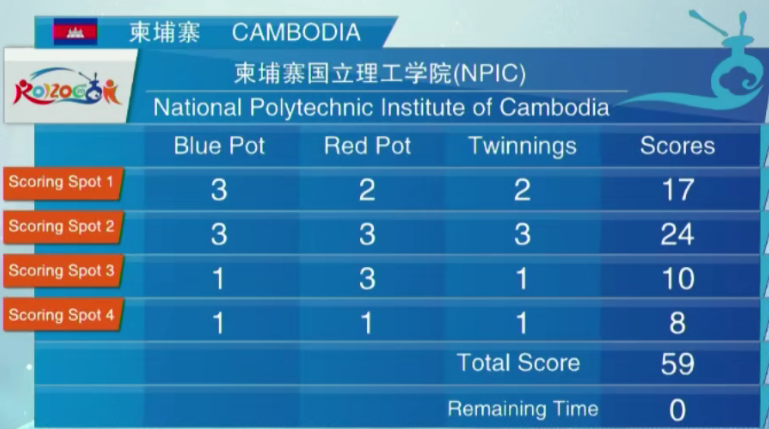 柬埔寨 CAMBODIA
ROBOCON
柬埔寨国立理工学院(NPIC)
National Polytechnic Institute of Cambodia
Blue Pot Red Pot Twinnings Scores
Scoring Spot 1 3 2 2 17
Scoring Spot 2 3 3 3 24
Scoring Spot 3 1 3 1 10
Scoring Spot 4 1 1 1 8
Total Score 59
Remaining Time 0